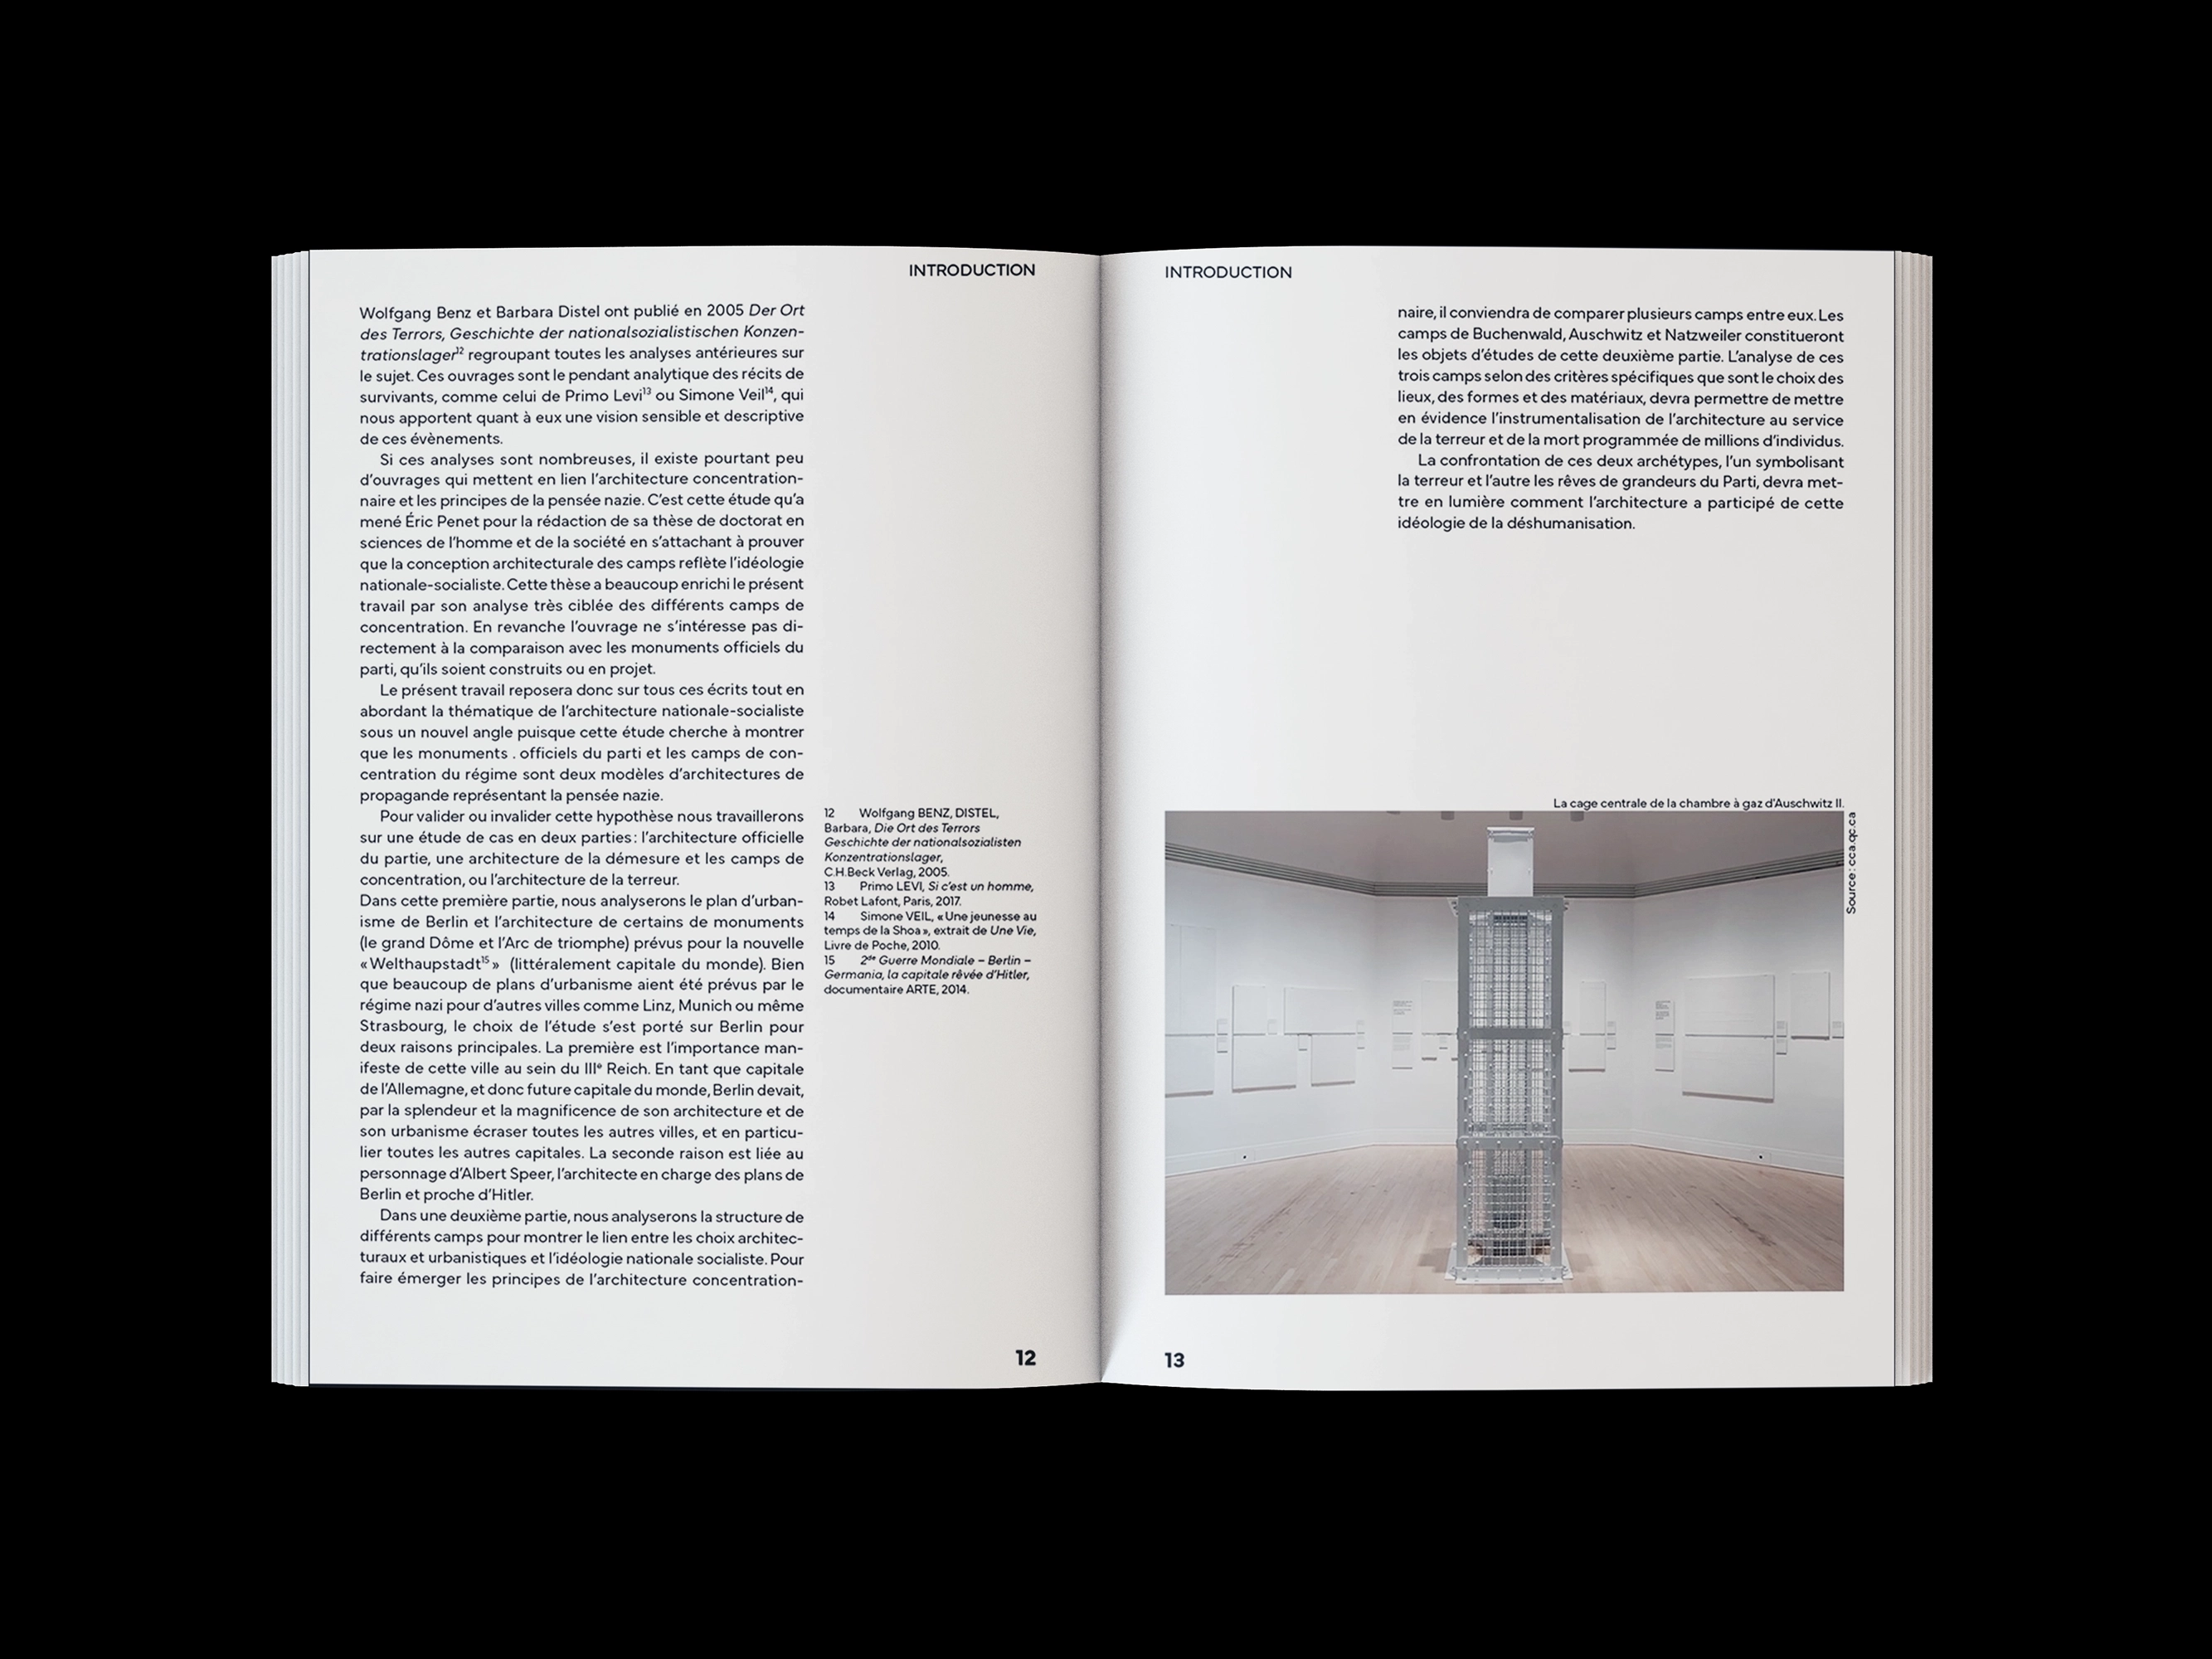 INTRODUCTION
Wolfgang Benz et Barbara Distel ont publié en 2005 Der Ort
des Terrors, Geschichte der nationalsozialistischen Konzen-
trationslager¹² regroupant toutes les analyses antérieures sur
le sujet. Ces ouvrages sont le pendant analytique des récits de
survivants, comme celui de Primo Levi¹³ ou Simone Veil¹⁴, qui
nous apportent quant à eux une vision sensible et descriptive
de ces évènements.
Si ces analyses sont nombreuses, il existe pourtant peu
d’ouvrages qui mettent en lien l’architecture concentration-
naire et les principes de la pensée nazie. C’est cette étude qu’a
mené Éric Penet pour la rédaction de sa thèse de doctorat en
sciences de l’homme et de la société en s’attachant à prouver
que la conception architecturale des camps reflète l’idéologie
nationale-socialiste. Cette thèse a beaucoup enrichi le présent
travail par son analyse très ciblée des différents camps de
concentration. En revanche l’ouvrage ne s’intéresse pas di-
rectement à la comparaison avec les monuments officiels du
parti, qu’ils soient construits ou en projet.
Le présent travail reposera donc sur tous ces écrits tout en
abordant la thématique de l’architecture nationale-socialiste
sous un nouvel angle puisque cette étude cherche à montrer
que les monuments . officiels du parti et les camps de con-
centration du régime sont deux modèles d’architectures de
propagande représentant la pensée nazie.
Pour valider ou invalider cette hypothèse nous travaillerons
sur une étude de cas en deux parties : l’architecture officielle
du partie, une architecture de la démesure et les camps de
concentration, ou l’architecture de la terreur.
Dans cette première partie, nous analyserons le plan d’urban-
isme de Berlin et l’architecture de certains de monuments
(le grand Dôme et l’Arc de triomphe) prévus pour la nouvelle
« Welthaupstadt¹⁵ » (littéralement capitale du monde). Bien
que beaucoup de plans d’urbanisme aient été prévus par le
régime nazi pour d’autres villes comme Linz, Munich ou même
Strasbourg, le choix de l’étude s’est porté sur Berlin pour
deux raisons principales. La première est l’importance man-
ifeste de cette ville au sein du IIIᵉ Reich. En tant que capitale
de l’Allemagne, et donc future capitale du monde, Berlin devait,
par la splendeur et la magnificence de son architecture et de
son urbanisme écraser toutes les autres villes, et en particu-
lier toutes les autres capitales. La seconde raison est liée au
personnage d’Albert Speer, l’architecte en charge des plans de
Berlin et proche d’Hitler.
Dans une deuxième partie, nous analyserons la structure de
différents camps pour montrer le lien entre les choix architec-
turaux et urbanistiques et l’idéologie nationale socialiste. Pour
faire émerger les principes de l’architecture concentration-
12 Wolfgang BENZ, DISTEL,
Barbara, Die Ort des Terrors
Geschichte der nationalsozialisten
Konzentrationslager,
C.H.Beck Verlag, 2005.
13 Primo LEVI, Si c’est un homme,
Robet Lafont, Paris, 2017.
14 Simone VEIL, « Une jeunesse au
temps de la Shoa », extrait de Une Vie,
Livre de Poche, 2010.
15 2ᵈᵉ Guerre Mondiale – Berlin –
Germania, la capitale rêvée d’Hitler,
documentaire ARTE, 2014.
12
INTRODUCTION
naire, il conviendra de comparer plusieurs camps entre eux. Les
camps de Buchenwald, Auschwitz et Natzweiler constitueront
les objets d’études de cette deuxième partie. L’analyse de ces
trois camps selon des critères spécifiques que sont le choix des
lieux, des formes et des matériaux, devra permettre de mettre
en évidence l’instrumentalisation de l’architecture au service
de la terreur et de la mort programmée de millions d’individus.
La confrontation de ces deux archétypes, l’un symbolisant
la terreur et l’autre les rêves de grandeurs du Parti, devra met-
tre en lumière comment l’architecture a participé de cette
idéologie de la déshumanisation.
La cage centrale de la chambre à gaz d’Auschwitz II.
Source : cca.qc.ca
13